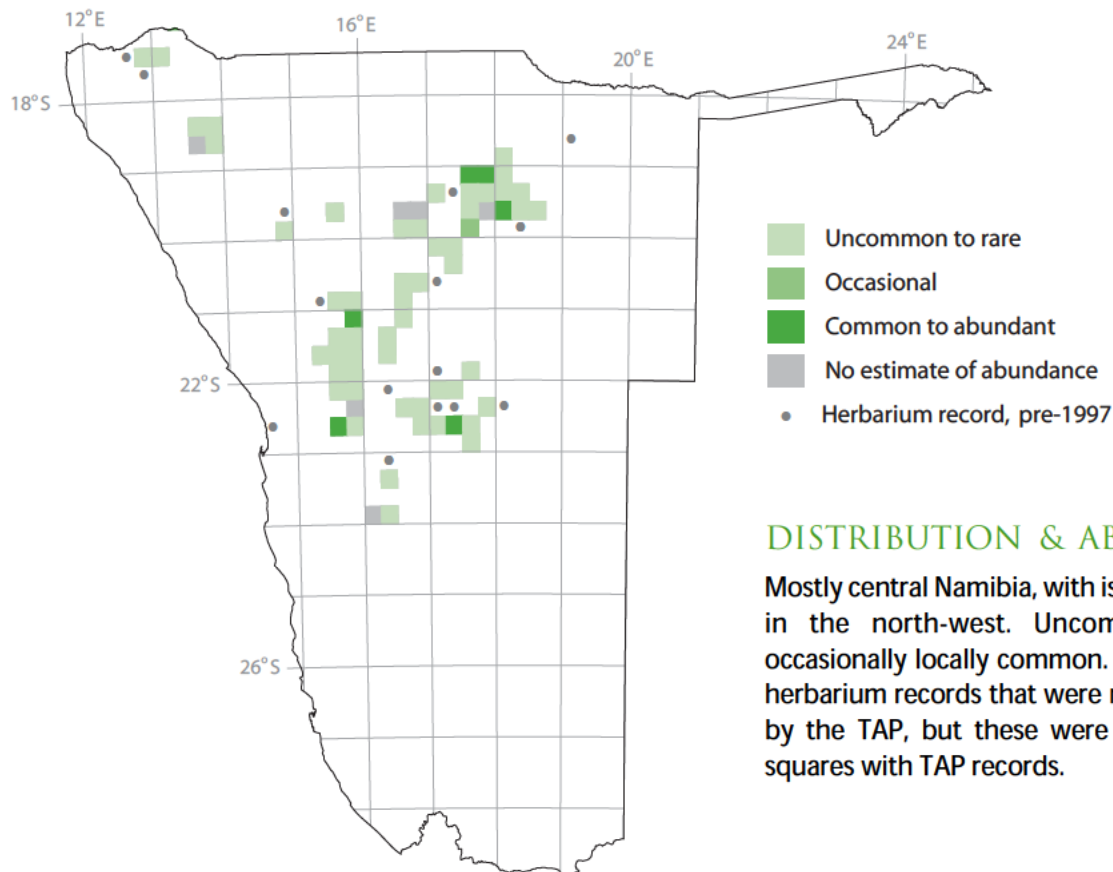 12°E
16°E
20°E
24°E
18°S
22°S
26°S
Uncommon to rare
Occasional
Common to abundant
No estimate of abundance
Herbarium record, pre-1997
DISTRIBUTION & AB
Mostly central Namibia, with is
in the north-west. Uncom
occasionally locally common.
herbarium records that were r
by the TAP, but these were
squares with TAP records.